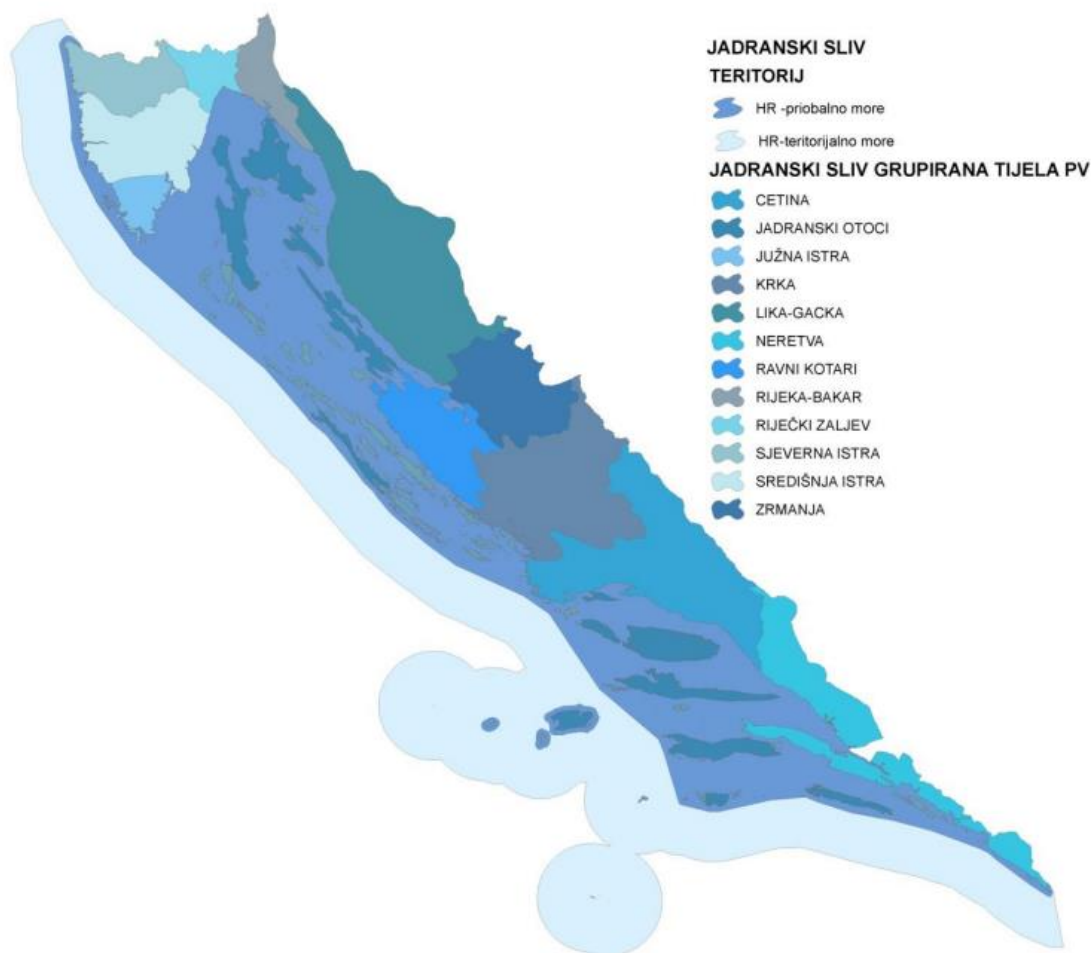 JADRANSKI SLIV
TERITORIJ
HR -priobalno more
HR-teritorijalno more
JADRANSKI SLIV GRUPIRANA TIJELA PV
CETINA
JADRANSKI OTOCI
JUŽNA ISTRA
KRKA
LIKA-GACKA
NERETVA
RAVNI KOTARI
RIJEKA-BAKAR
RIJEČKI ZALJEV
SJEVERNA ISTRA
SREDIŠNJA ISTRA
ZRMANJA